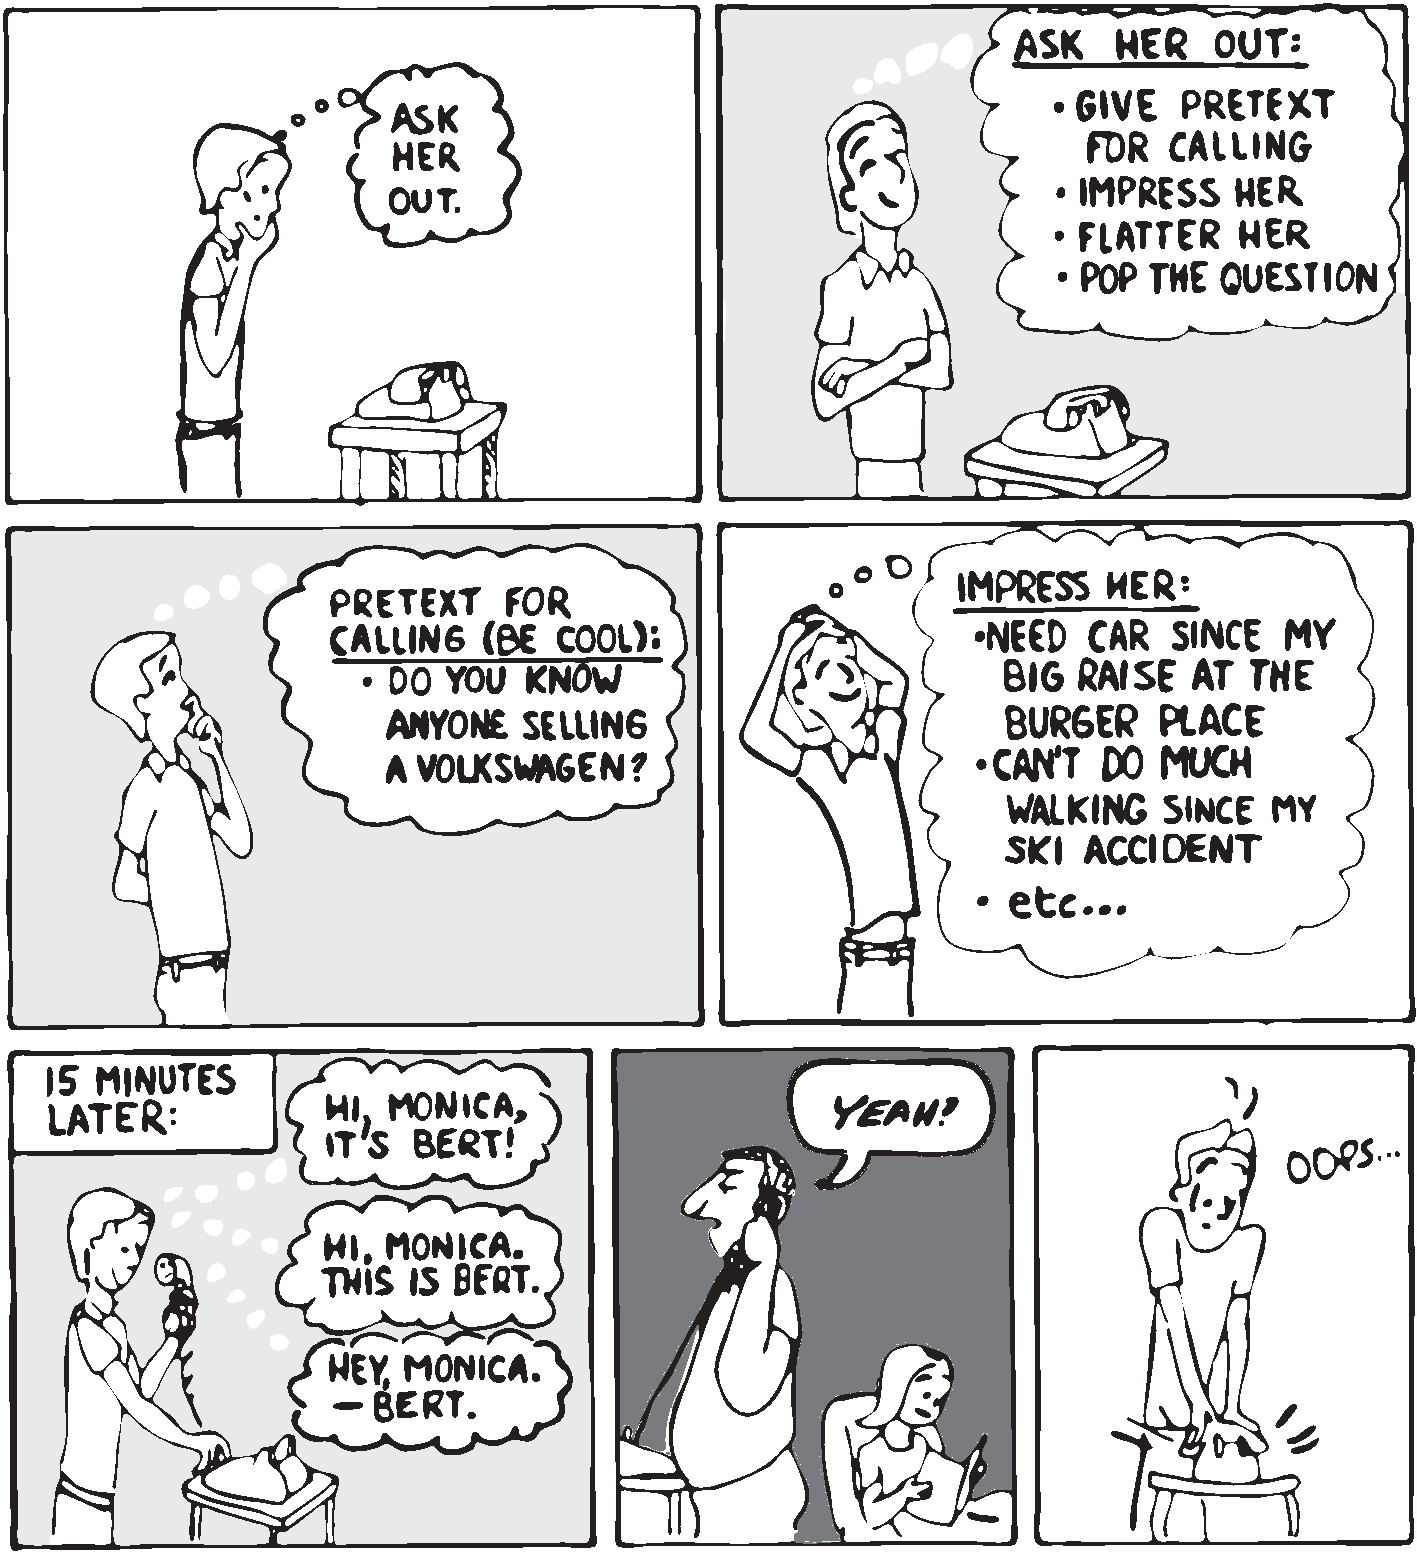 ASK
HER
OUT.
ASK HER OUT:
• GIVE PRETEXT
FOR CALLING
• IMPRESS HER
• FLATTER HER
• POP THE QUESTION
PRETEXT FOR
CALLING (BE COOL):
• DO YOU KNOW
ANYONE SELLING
A VOLKSWAGEN?
IMPRESS HER:
• NEED CAR SINCE MY
BIG RAISE AT THE
BURGER PLACE
• CAN'T DO MUCH
WALKING SINCE MY
SKI ACCIDENT
• etc...
15 MINUTES
LATER:
HI, MONICA,
IT'S BERT!
HI, MONICA.
THIS IS BERT.
HEY, MONICA.
— BERT.
YEAH?
OOPS...